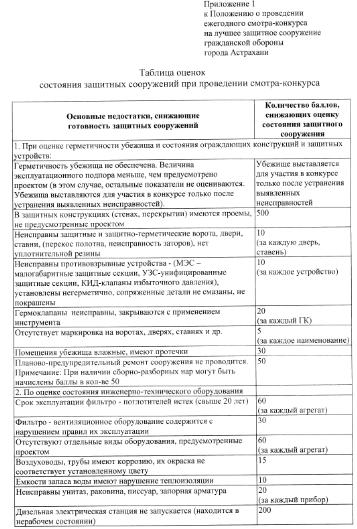 Приложение 1
к Положению о проведении
ежегодного смотра-конкурса
на лучшее защитное сооружение
гражданской обороны
города Астрахани
Таблица оценок
состояния защитных сооружений при проведении смотра-конкурса
Основные недостатки, снижающие
готовность защитных сооружений
Количество баллов,
снижающих оценку
состояния защитного
сооружения
1. При оценке герметичности убежища и состояния ограждающих конструкций и защитных
устройств:
Герметичность убежища не обеспечена. Величина
эксплуатационного подпора меньше, чем предусмотрено
проектом (в этом случае, остальные показатели не оцениваются.
Убежища выставляются для участия в конкурсе только после
устранения выявленных неисправностей).
Убежище выставляется
для участия в конкурсе
только после устранения
выявленных
неисправностей
В защитных конструкциях (стенах, перекрытии) имеются проемы,
не предусмотренные проектом
500
Неисправны защитные и защитно-герметические ворота, двери,
ставни, (перекос полотна, неисправность затворов), нет
уплотнительной резины
10
(за каждую дверь,
ставень)
Неисправны противовзрывные устройства - (МЗС –
малогабаритные защитные секции, УЗС-унифицированные
защитные секции, КИД-клапаны избыточного давления),
установлены негерметично, сопряженные детали не смазаны, не
покрашены
10
(за каждое устройство)
Гермоклапаны неисправны, закрываются с применением
инструмента
20
(за каждый ГК)
Отсутствует маркировка на воротах, дверях, ставнях и др.
5
(за каждое наименование)
Помещения убежища влажные, имеют протечки
30
Планово-предупредительный ремонт сооружения не проводится.
Примечание: При наличии сборно-разборных нар могут быть
начислены баллы в кол-ве 50
50
2. По оценке состояния инженерно-технического оборудования
Срок эксплуатации фильтро - поглотителей истек (свыше 20 лет)
60
(за каждый агрегат)
Фильтро - вентиляционное оборудование содержится с
нарушением правил их эксплуатации
30
Отсутствуют отдельные виды оборудования, предусмотренные
проектом
60
(за каждый агрегат)
Воздуховоды, трубы имеют коррозию, их окраска не
соответствует установленному цвету
15
Емкости запаса воды имеют нарушение теплоизоляции
10
Неисправны унитаз, раковина, писсуар, запорная арматура
20
(за каждый прибор)
Дизельная электрическая станция не запускается (находится в
нерабочем состоянии)
200